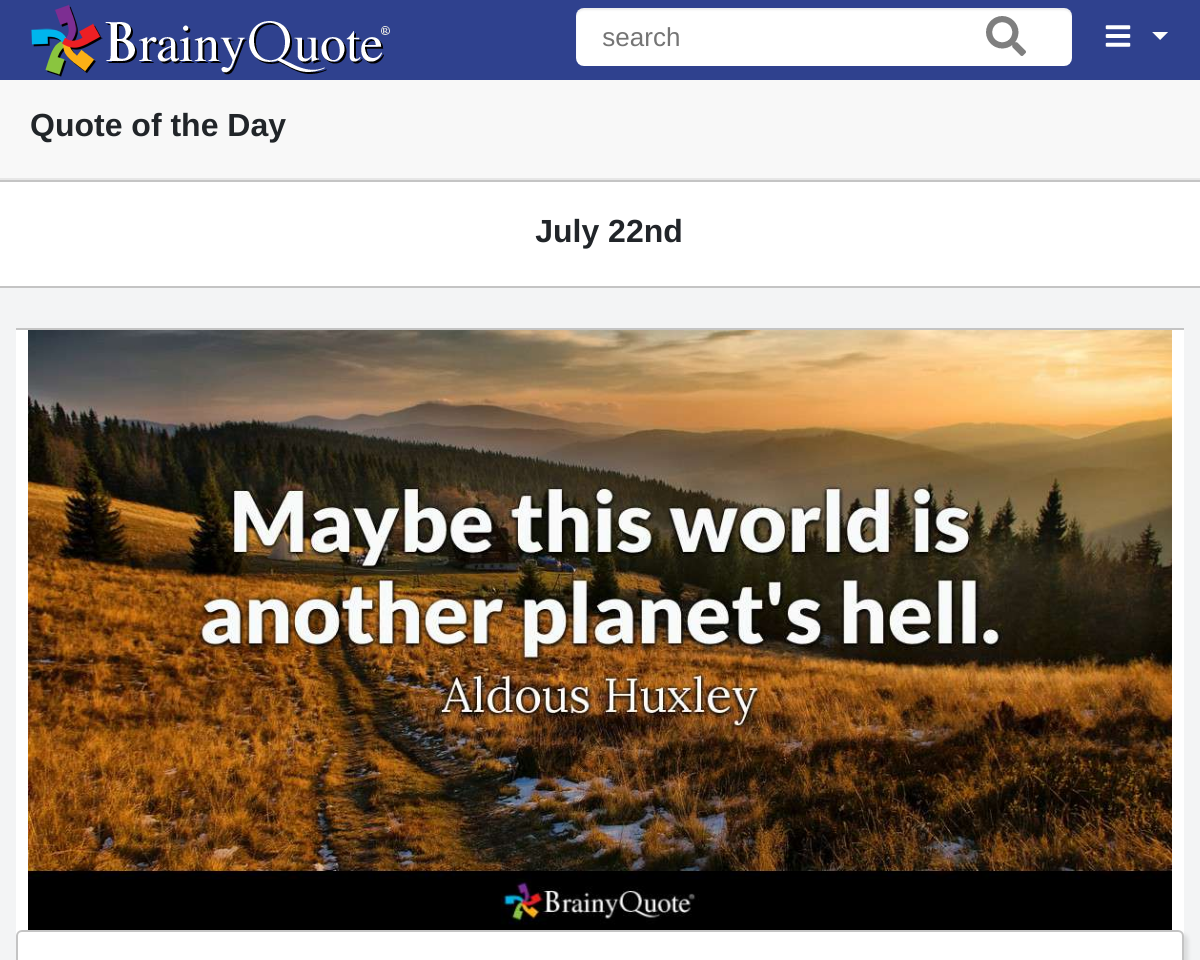 BrainyQuote®
search
Quote of the Day
July 22nd
Maybe this world is
another planet's hell.
Aldous Huxley
BrainyQuote®